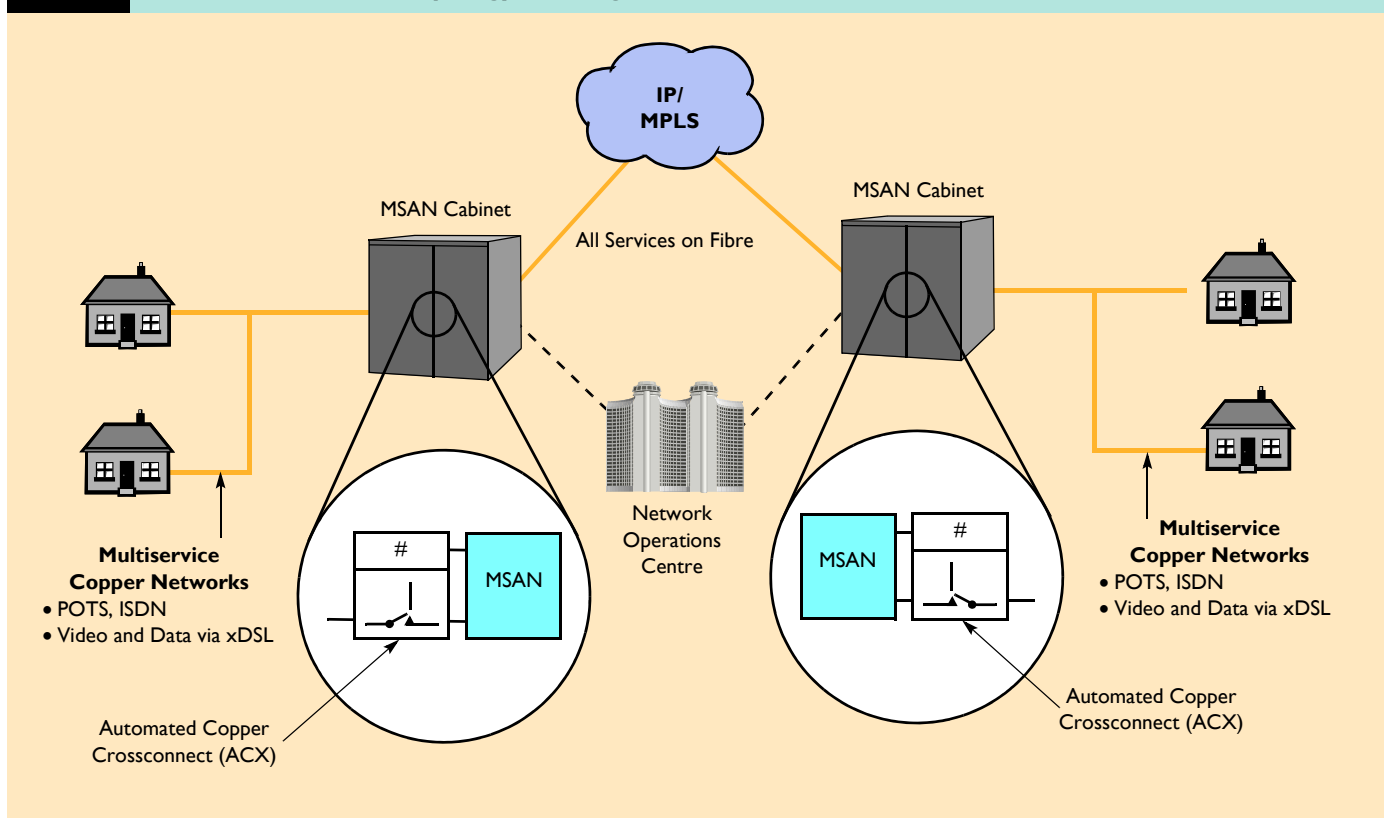 IP/
MPLS
MSAN Cabinet
MSAN Cabinet
All Services on Fibre
Network
Operations
Centre
#
MSAN
MSAN
#
Multiservice
Copper Networks
• POTS, ISDN
• Video and Data via xDSL
Multiservice
Copper Networks
• POTS, ISDN
• Video and Data via xDSL
Automated Copper
Crossconnect (ACX)
Automated Copper
Crossconnect (ACX)